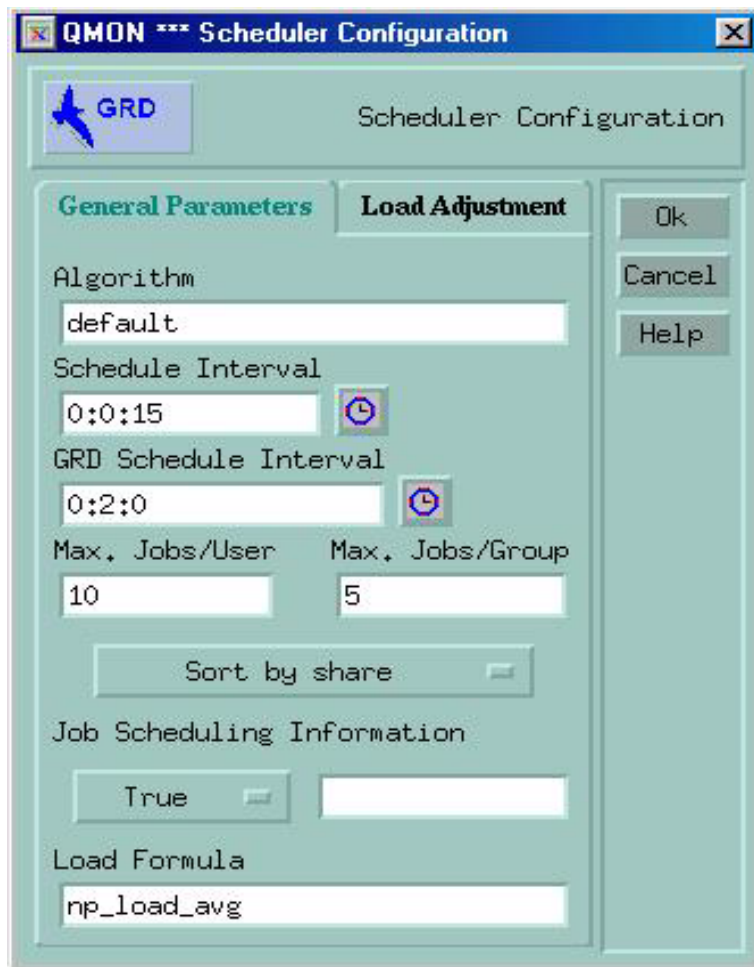 QMON *** Scheduler Configuration
GRD
Scheduler Configuration
General Parameters
Load Adjustment
Ok
Cancel
Help
Algorithm
default
Schedule Interval
0:0:15
GRD Schedule Interval
0:2:0
Max. Jobs/User Max. Jobs/Group
10 5
Sort by share
Job Scheduling Information
True
Load Formula
np_load_avg